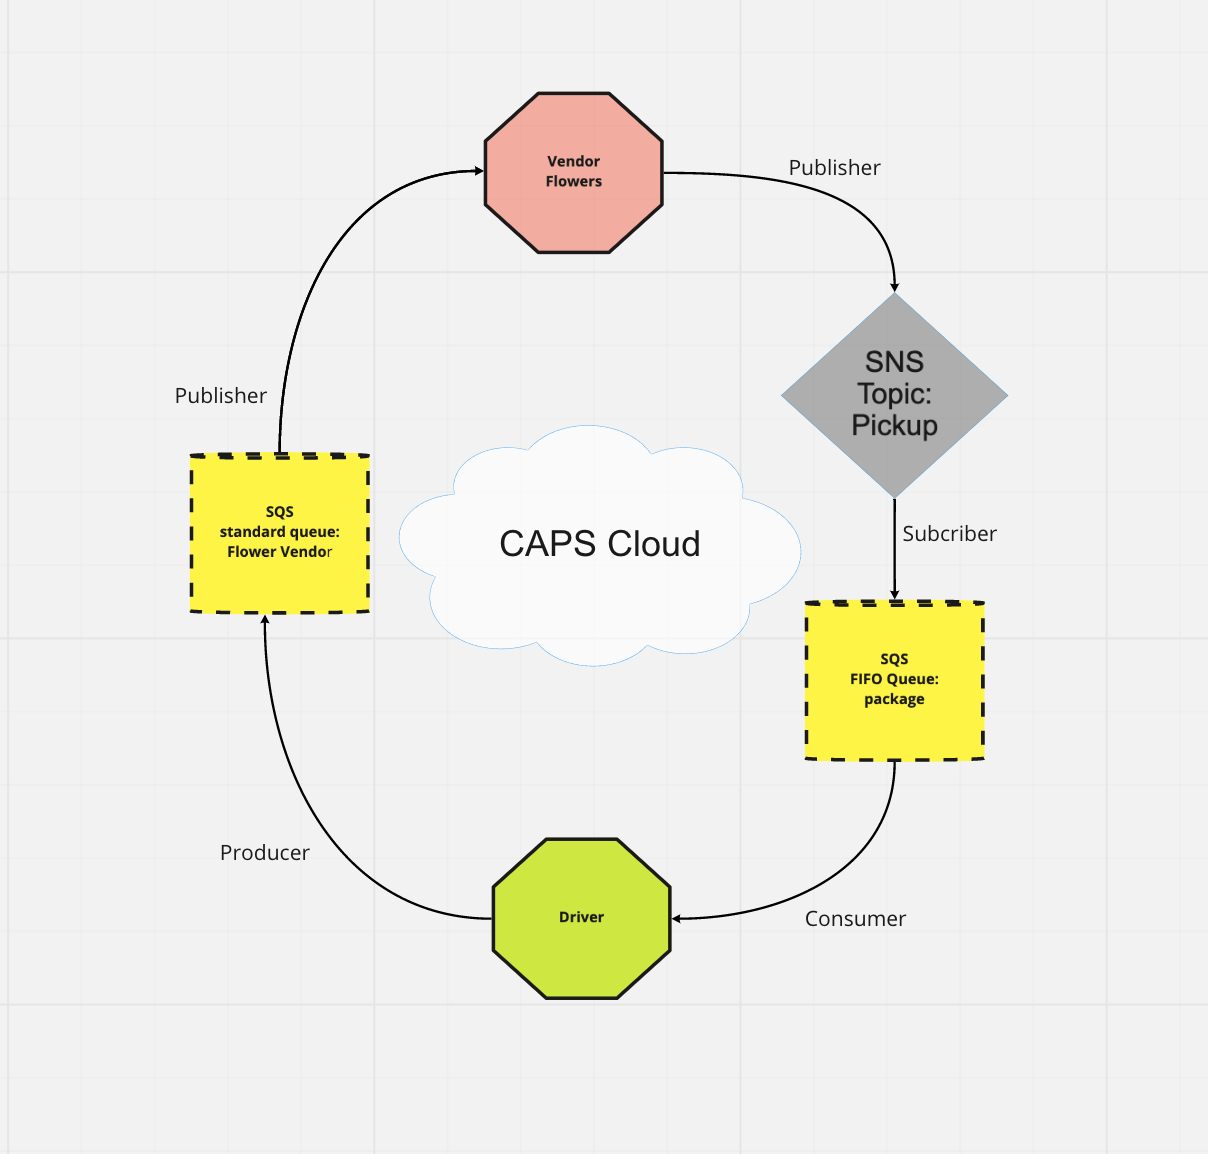 Vendor
Flowers
Publisher
SNS
Topic:
Pickup
Publisher
SQS
standard queue:
Flower Vendor
CAPS Cloud
Subcriber
SQS
FIFO Queue:
package
Producer
Driver
Consumer